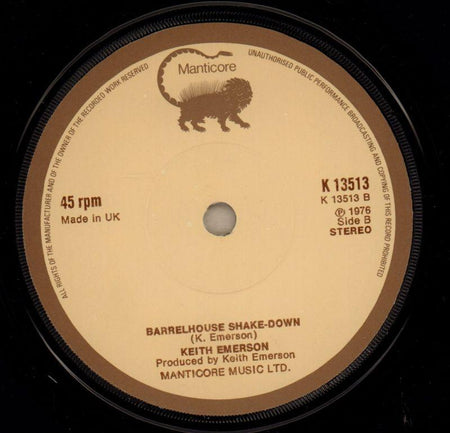 Manticore
ALL RIGHTS OF THE MANUFACTURER AND OF THE OWNER OF THE RECORDED WORK RESERVED
UNAUTHORISED PUBLIC PERFORMANCE BROADCASTING AND COPYING OF THIS RECORD PROHIBITED
45 rpm
Made in UK
K 13513
K 13513 B
℗ 1976
Side B
STEREO
BARRELHOUSE SHAKE-DOWN
(K. Emerson)
KEITH EMERSON
Produced by Keith Emerson
MANTICORE MUSIC LTD.